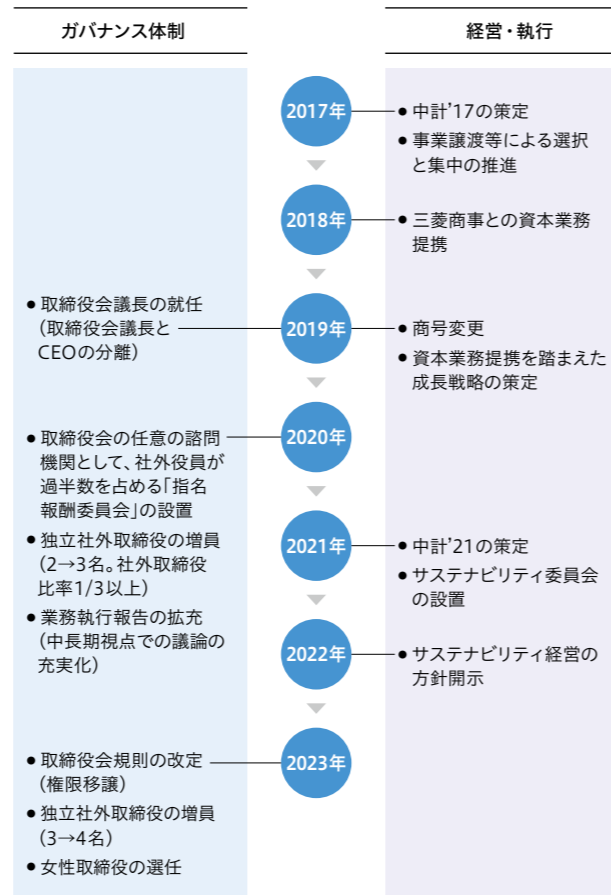 ガバナンス体制
経営・執行
2017年
● 中計’17の策定
● 事業譲渡等による選択
と集中の推進
2018年
● 三菱商事との資本業務
提携
● 取締役会議長の就任
(取締役会議長と
CEOの分離)
2019年
● 商号変更
● 資本業務提携を踏まえた
成長戦略の策定
2020年
● 取締役会の任意の諮問
機関として、社外役員が
過半数を占める「指名
報酬委員会」の設置
● 独立社外取締役の増員
(2→3名。社外取締役
比率1/3以上)
● 業務執行報告の拡充
(中長期視点での議論の
充実化)
2021年
● 中計’21の策定
● サステナビリティ委員会
の設置
2022年
● サステナビリティ経営の
方針開示
2023年
● 取締役会規則の改定
(権限移譲)
● 独立社外取締役の増員
(3→4名)
● 女性取締役の選任